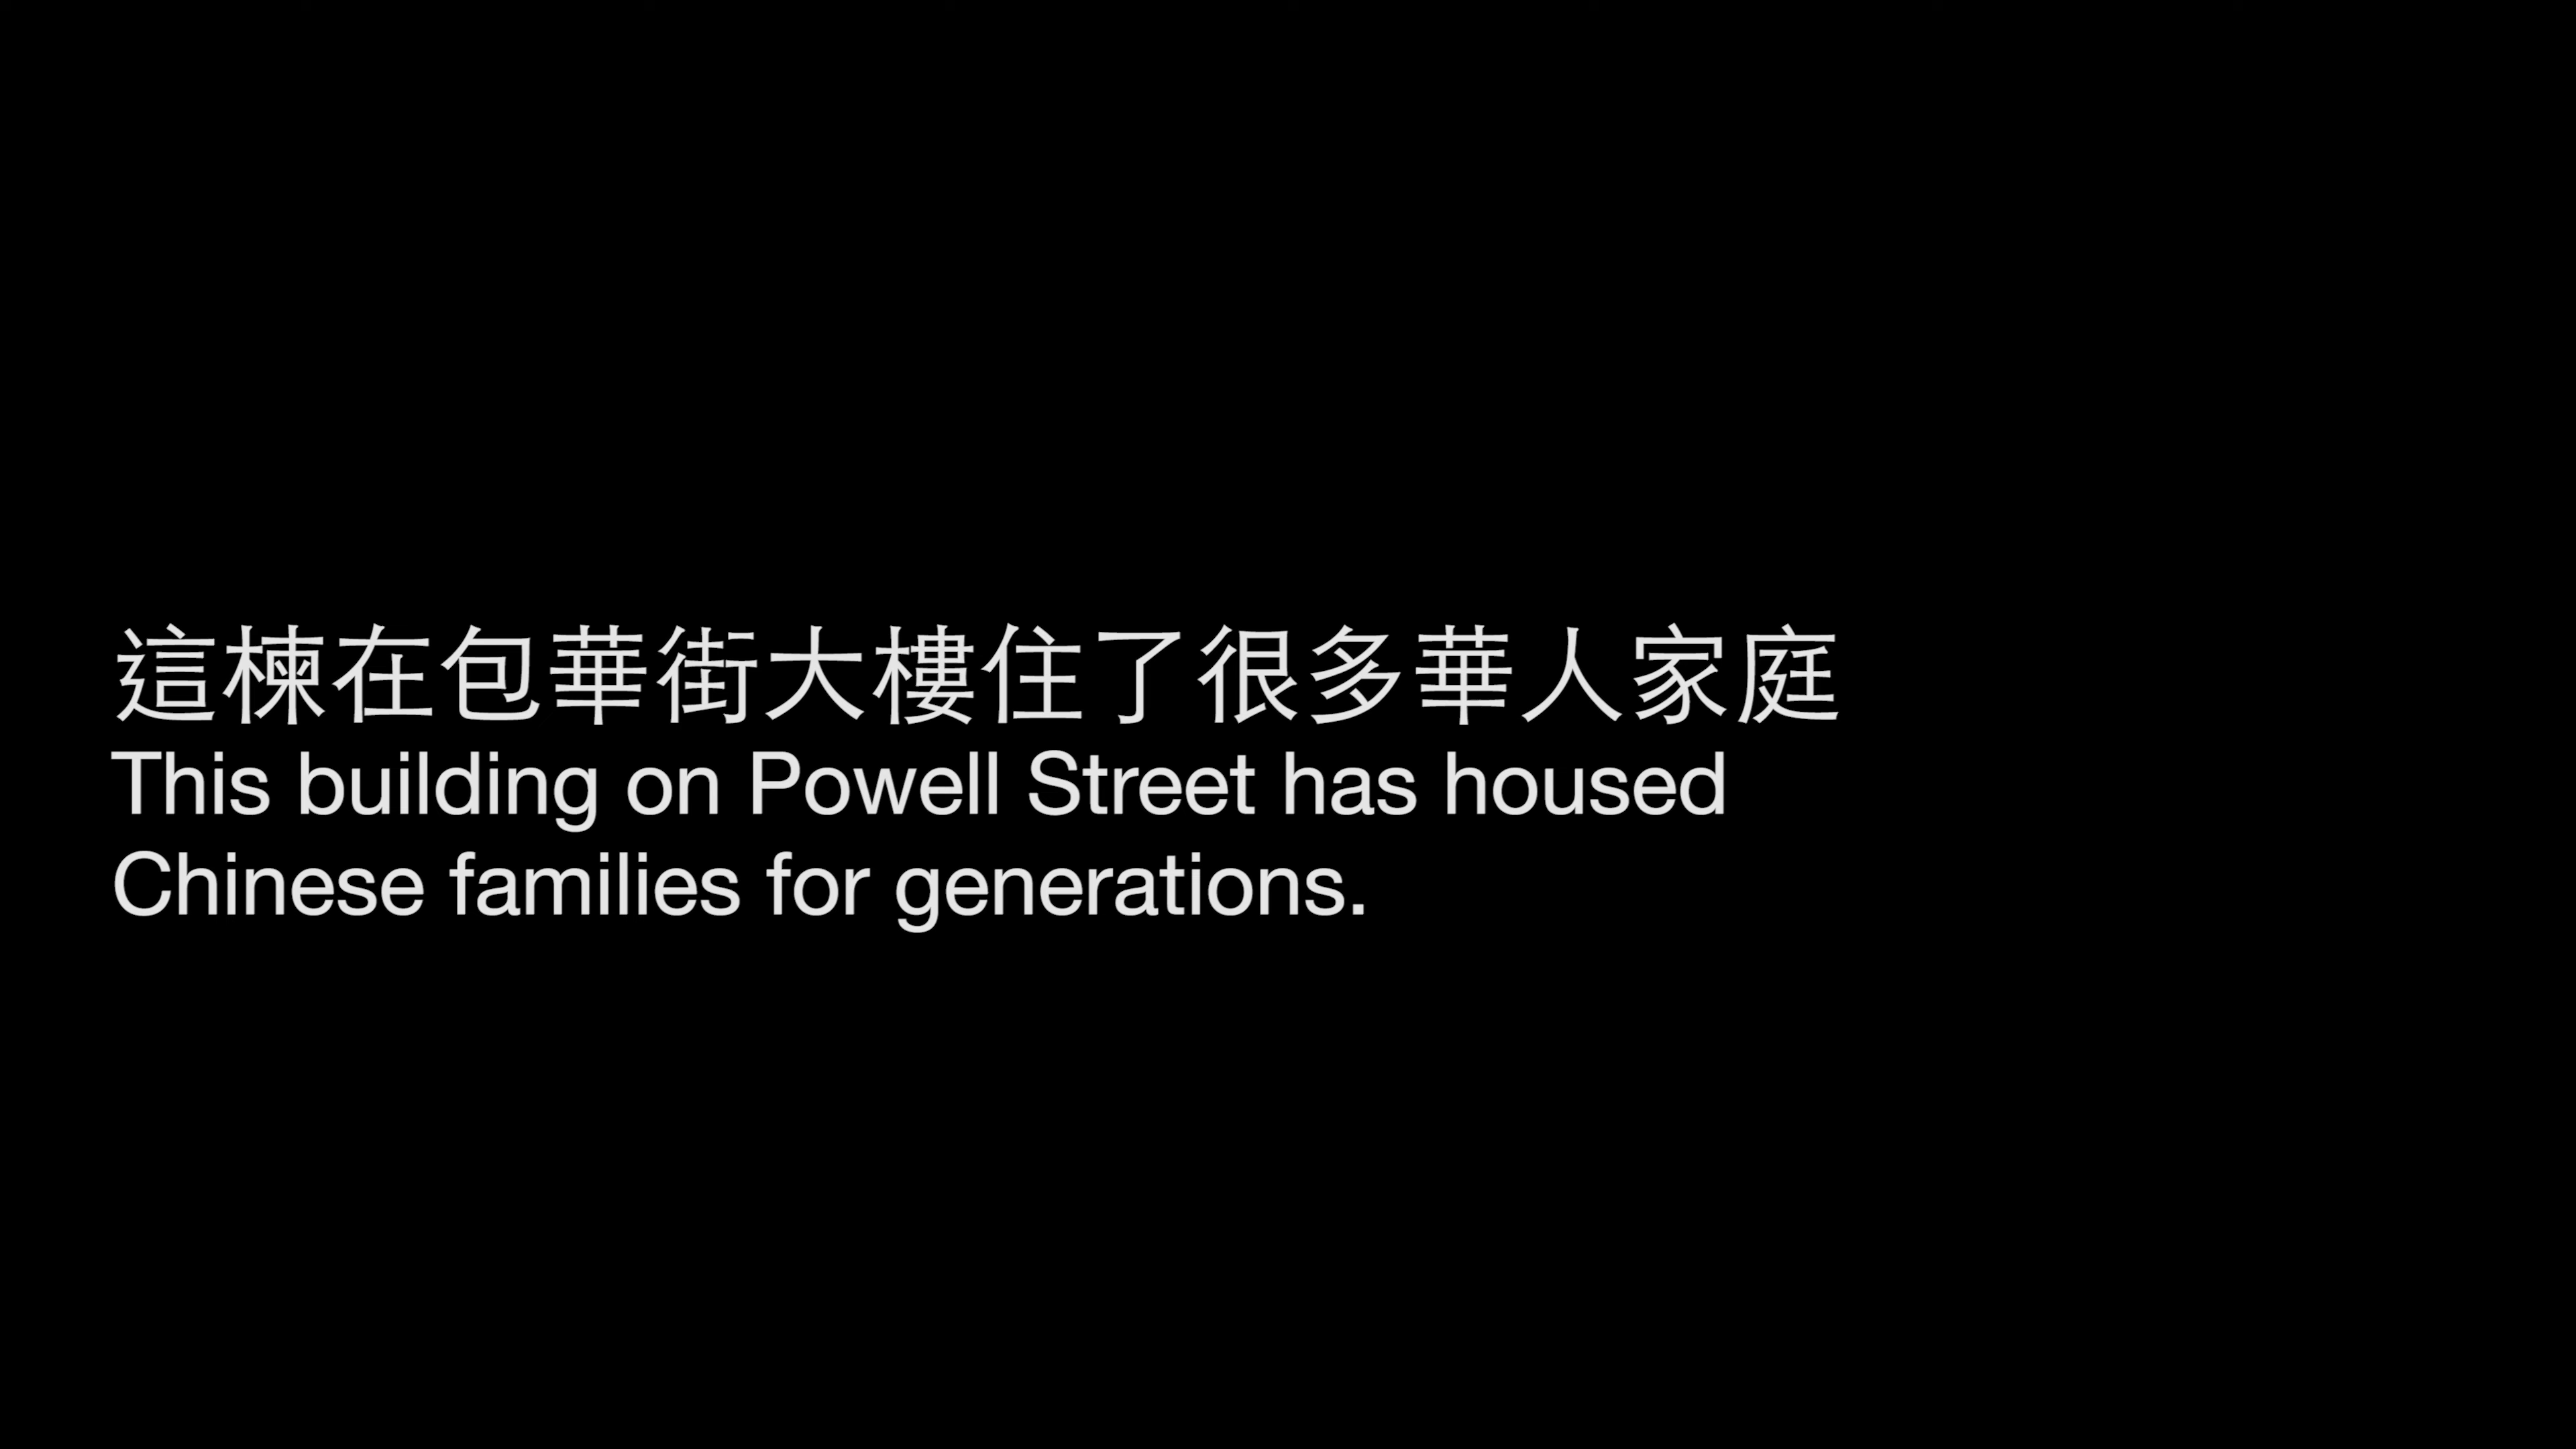 這楝在包華街大樓住了很多華人家庭
This building on Powell Street has housed
Chinese families for generations.